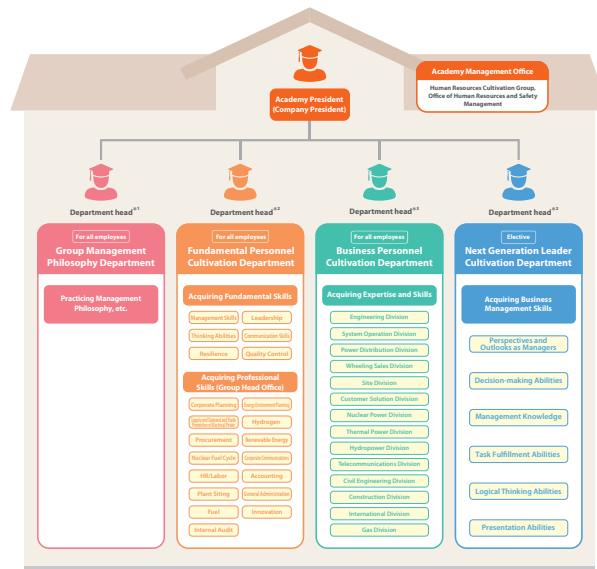 Academy President
(Company President)
Academy Management Office
Human Resources Cultivation Group,
Office of Human Resources and Safety
Management
Department head※1
Department head※2
Department head※3
Department head※2
For all employees
Group Management
Philosophy Department
Practicing Management
Philosophy, etc.
For all employees
Fundamental Personnel
Cultivation Department
Acquiring Fundamental Skills
Management Skills
Leadership
Thinking Abilities
Communication Skills
Resilience
Quality Control
Acquiring Professional
Skills (Group Head Office)
Corporate Planning
Energy Environment Planning
Hydrogen
Procurement
Renewable Energy
Nuclear Fuel Cycle
Corporate Communications
HR/Labor
Accounting
Plant Siting
General Administration
Fuel
Innovation
Internal Audit
For all employees
Business Personnel
Cultivation Department
Acquiring Expertise and Skills
Engineering Division
System Operation Division
Power Distribution Division
Wheeling Sales Division
Site Division
Customer Solution Division
Nuclear Power Division
Thermal Power Division
Hydropower Division
Telecommunications Division
Civil Engineering Division
Construction Division
International Division
Gas Division
Elective
Next Generation Leader
Cultivation Department
Acquiring Business
Management Skills
Perspectives and
Outlooks as Managers
Decision-making Abilities
Management Knowledge
Task Fulfillment Abilities
Logical Thinking Abilities
Presentation Abilities